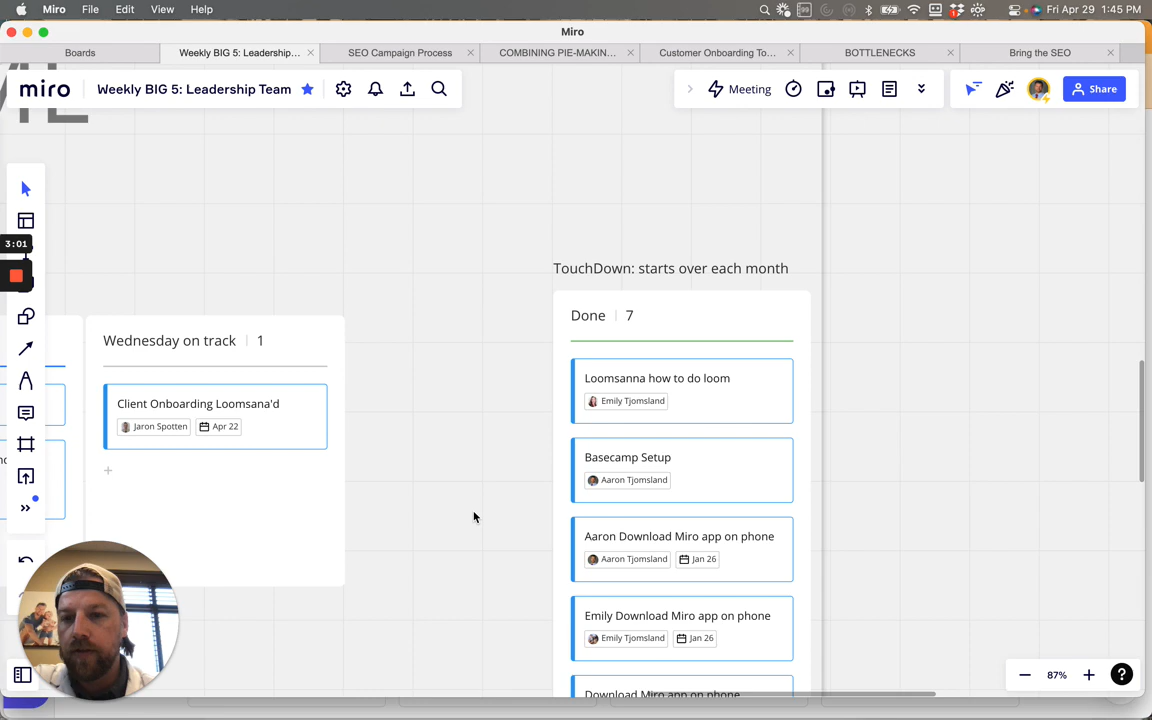 Miro File Edit View Help
Fri Apr 29 1:45 PM
Miro
Boards
Weekly BIG 5: Leadership...
SEO Campaign Process
COMBINING PIE-MAKIN...
Customer Onboarding To...
BOTTLENECKS
Bring the SEO
miro
Weekly BIG 5: Leadership Team
Meeting
Share
3:01
TouchDown: starts over each month
Done 7
Wednesday on track 1
Client Onboarding Loomsana'd
Jaron Spotten Apr 22
Loomsanna how to do loom
Emily Tjomsland
Basecamp Setup
Aaron Tjomsland
Aaron Download Miro app on phone
Aaron Tjomsland Jan 26
Emily Download Miro app on phone
Emily Tjomsland Jan 26
Download Miro app on phone
87%